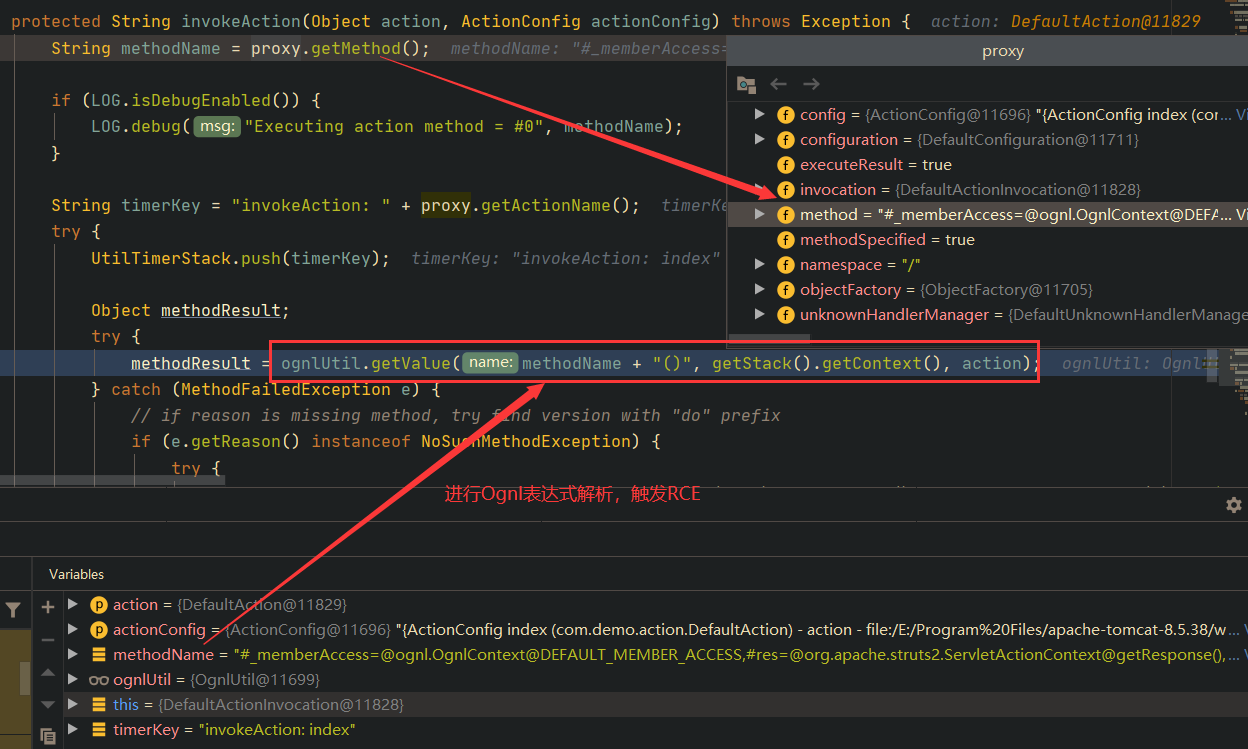 protected String invokeAction(Object action, ActionConfig actionConfig) throws Exception {  action: DefaultAction@11829
String methodName = proxy.getMethod();  methodName: "#_memberAccess=
if (LOG.isDebugEnabled()) {
LOG.debug( msg: "Executing action method = #0", methodName);
}
String timerKey = "invokeAction: " + proxy.getActionName();  timerKe
try {
UtilTimerStack.push(timerKey);  timerKey: "invokeAction: index"
Object methodResult;
try {
methodResult = ognlUtil.getValue( name: methodName + "()", getStack().getContext(), action);  ognlUtil: Ognl
} catch (MethodFailedException e) {
// if reason is missing method, try find version with "do" prefix
if (e.getReason() instanceof NoSuchMethodException) {
try {
proxy
config = {ActionConfig@11696} "{ActionConfig index (cor... Vi
configuration = {DefaultConfiguration@11711}
executeResult = true
invocation = {DefaultActionInvocation@11828}
method = "#_memberAccess=@ognl.OgnlContext@DEFA... Vi
methodSpecified = true
namespace = "/"
objectFactory = {ObjectFactory@11705}
unknownHandlerManager = {DefaultUnknownHandlerManage
进行Ognl表达式解析，触发RCE
Variables
action = {DefaultAction@11829}
actionConfig = {ActionConfig@11696} "{ActionConfig index (com.demo.action.DefaultAction) - action - file:/E:/Program%20Files/apache-tomcat-8.5.38/w...
methodName = "#_memberAccess=@ognl.OgnlContext@DEFAULT_MEMBER_ACCESS,#res=@org.apache.struts2.ServletActionContext@getResponse(),...
ognlUtil = {OgnlUtil@11699}
this = {DefaultActionInvocation@11828}
timerKey = "invokeAction: index"